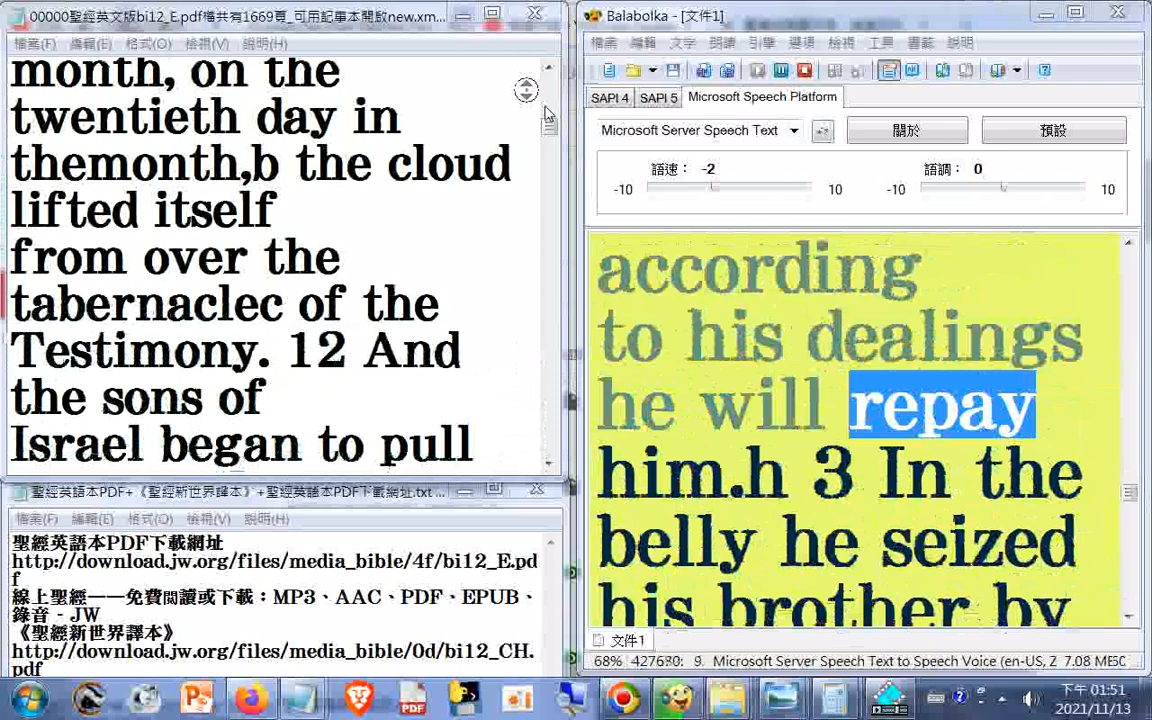 00000聖經英文版bi12_E.pdf檔共有1669頁_可用記事本開啟new.xm...
檔案(F) 編輯(E) 格式(O) 檢視(V) 說明(H)
month, on the
twentieth day in
themonth,b the cloud
lifted itself
from over the
tabernaclec of the
Testimony. 12 And
the sons of
Israel began to pull
聖經英語本PDF+《聖經新世界譯本》+聖經英語本PDF下載網址.txt ...
檔案(F) 編輯(E) 格式(O) 檢視(V) 說明(H)
聖經英語本PDF下載網址
http://download.jw.org/files/media_bible/4f/bi12_E.pd
f
線上聖經——免費閱讀或下載：MP3、AAC、PDF、EPUB、
錄音 - JW
《聖經新世界譯本》
http://download.jw.org/files/media_bible/0d/bi12_CH.
pdf
Balabolka - [文件1]
檔案 編輯 文字 朗讀 引擎 選項 檢視 工具 書籤 說明
SAPI 4 SAPI 5 Microsoft Speech Platform
Microsoft Server Speech Text 關於 預設
語速： -2 語調： 0
-10 10 -10 10
according
to his dealings
he will repay
him.h 3 In the
belly he seized
his brother by
文件1
68% 4276 9. Microsoft Server Speech Text to Speech Voice (en-US, Z 7.08 ME
下午 01:51
2021/11/13